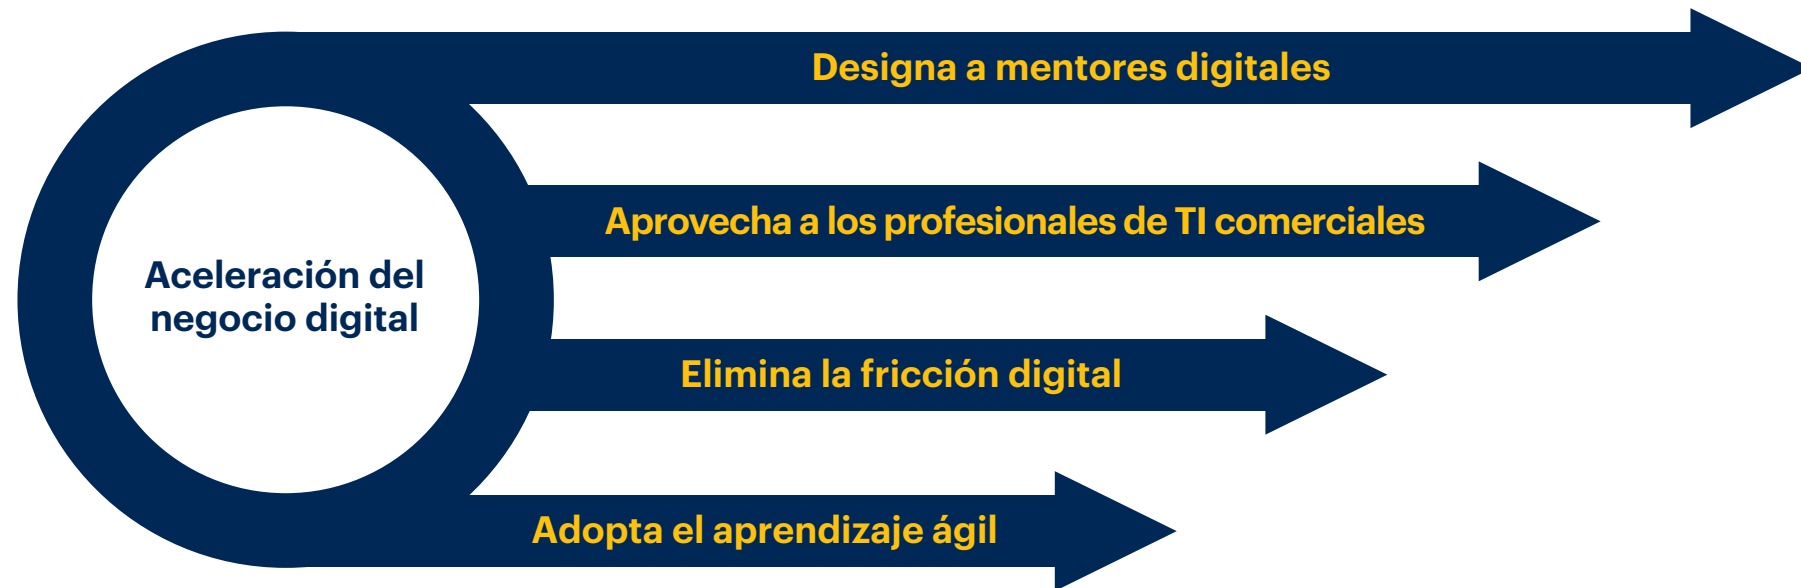 Designa a mentores digitales
Aprovecha a los profesionales de TI comerciales
Aceleración del
negocio digital
Elimina la fricción digital
Adopta el aprendizaje ágil